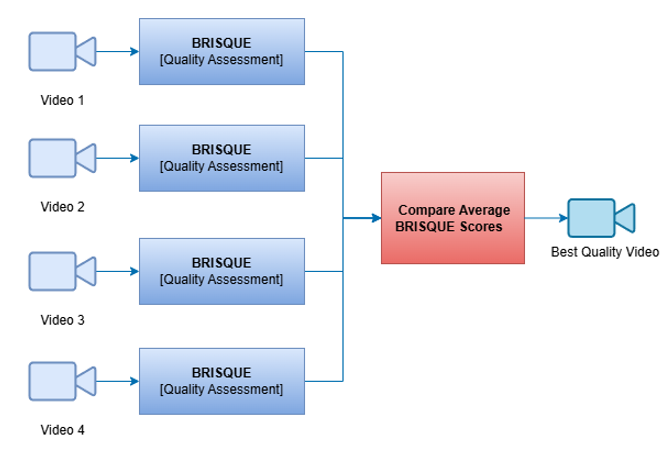 BRISQUE
[Quality Assessment]
Video 1
BRISQUE
[Quality Assessment]
Video 2
BRISQUE
[Quality Assessment]
Video 3
BRISQUE
[Quality Assessment]
Video 4
Compare Average
BRISQUE Scores
Best Quality Video